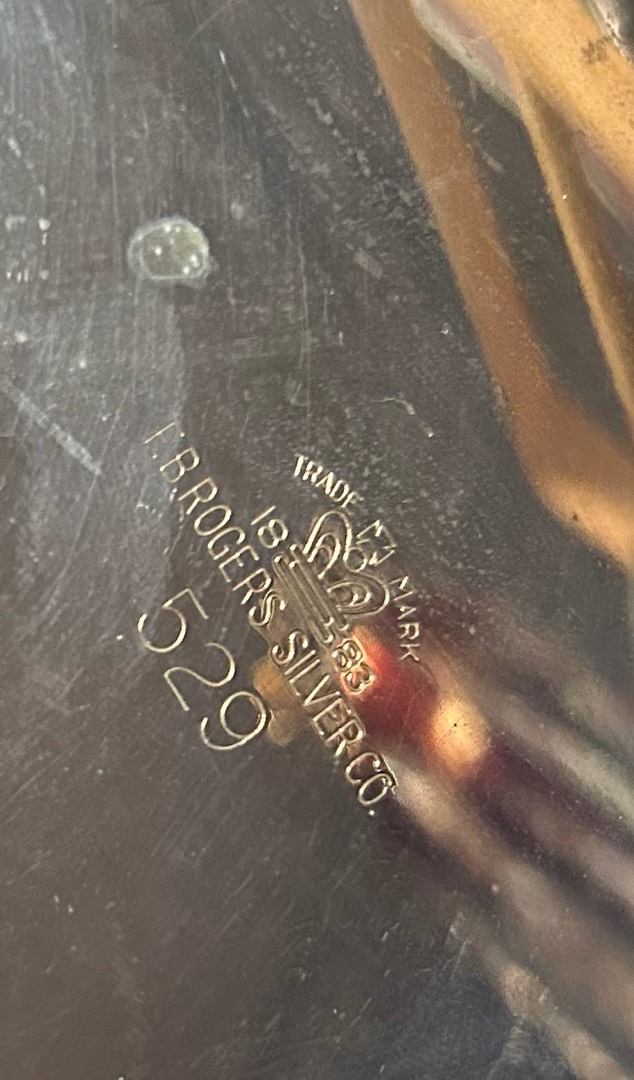 TRADE MARK
18 83
F.B. ROGERS SILVER CO.
529